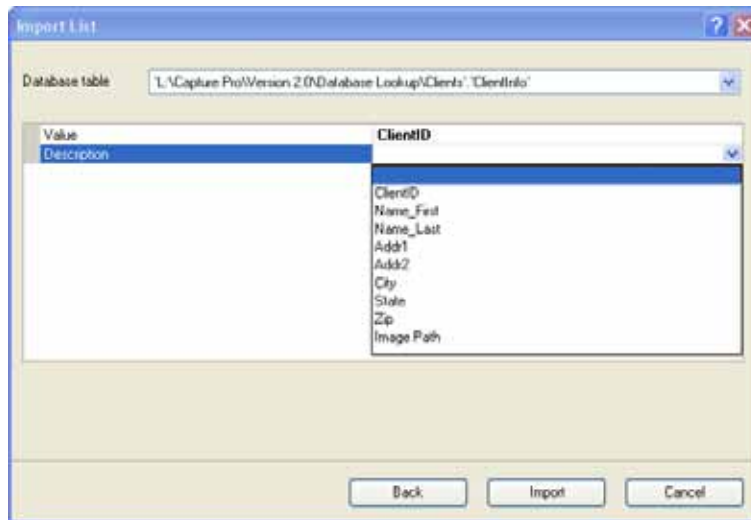 Import List
Database table 'L:\Capture Pro\Version 2.0\Database Lookup\Clients'.'ClientInfo'
Value ClientID
Description
ClientID
Name_First
Name_Last
Addr1
Addr2
City
State
Zip
Image Path
Back Import Cancel